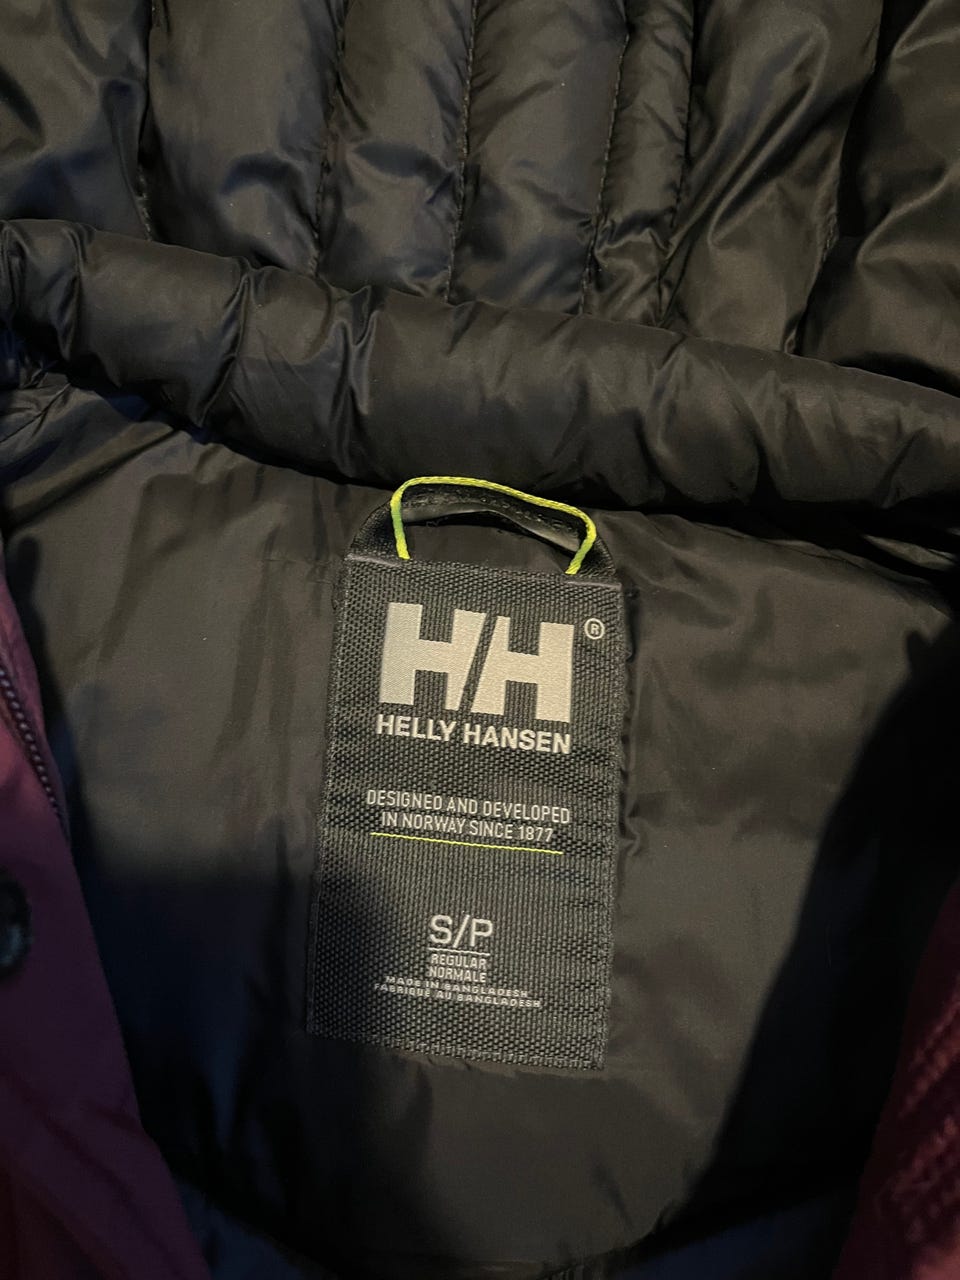 HH®
HELLY HANSEN
DESIGNED AND DEVELOPED
IN NORWAY SINCE 1877
S/P
REGULAR
NORMALE
MADE IN BANGLADESH
FABRIQUÉ AU BANGLADESH